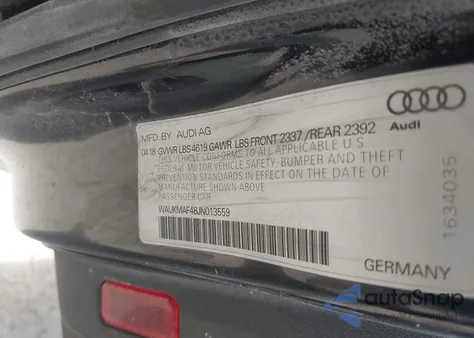 MFD. BY AUDI AG
04·18 GVWR LBS 4619 GAWR LBS FRONT 2337 /REAR 2392
THIS VEHICLE CONFORMS TO ALL APPLICABLE U S
FEDERAL MOTOR VEHICLE SAFETY, BUMPER AND THEFT
PREVENTION STANDARDS IN EFFECT ON THE DATE OF
MANUFACTURE SHOWN ABOVE
PASSENGER CAR
WAUKMAF48JN013559
Audi
1634035
GERMANY
autoSnap